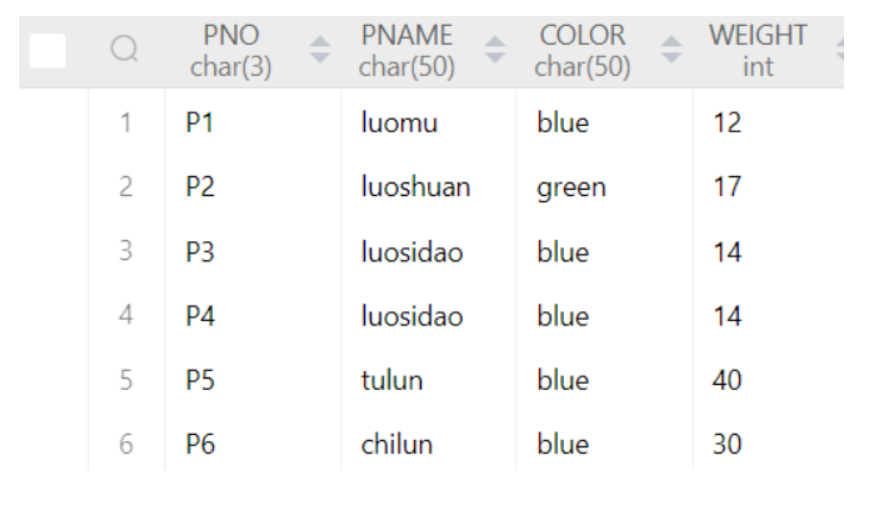 PNO PNAME COLOR WEIGHT
char(3) char(50) char(50) int
1 P1 luomu blue 12
2 P2 luoshuan green 17
3 P3 luosidao blue 14
4 P4 luosidao blue 14
5 P5 tulun blue 40
6 P6 chilun blue 30